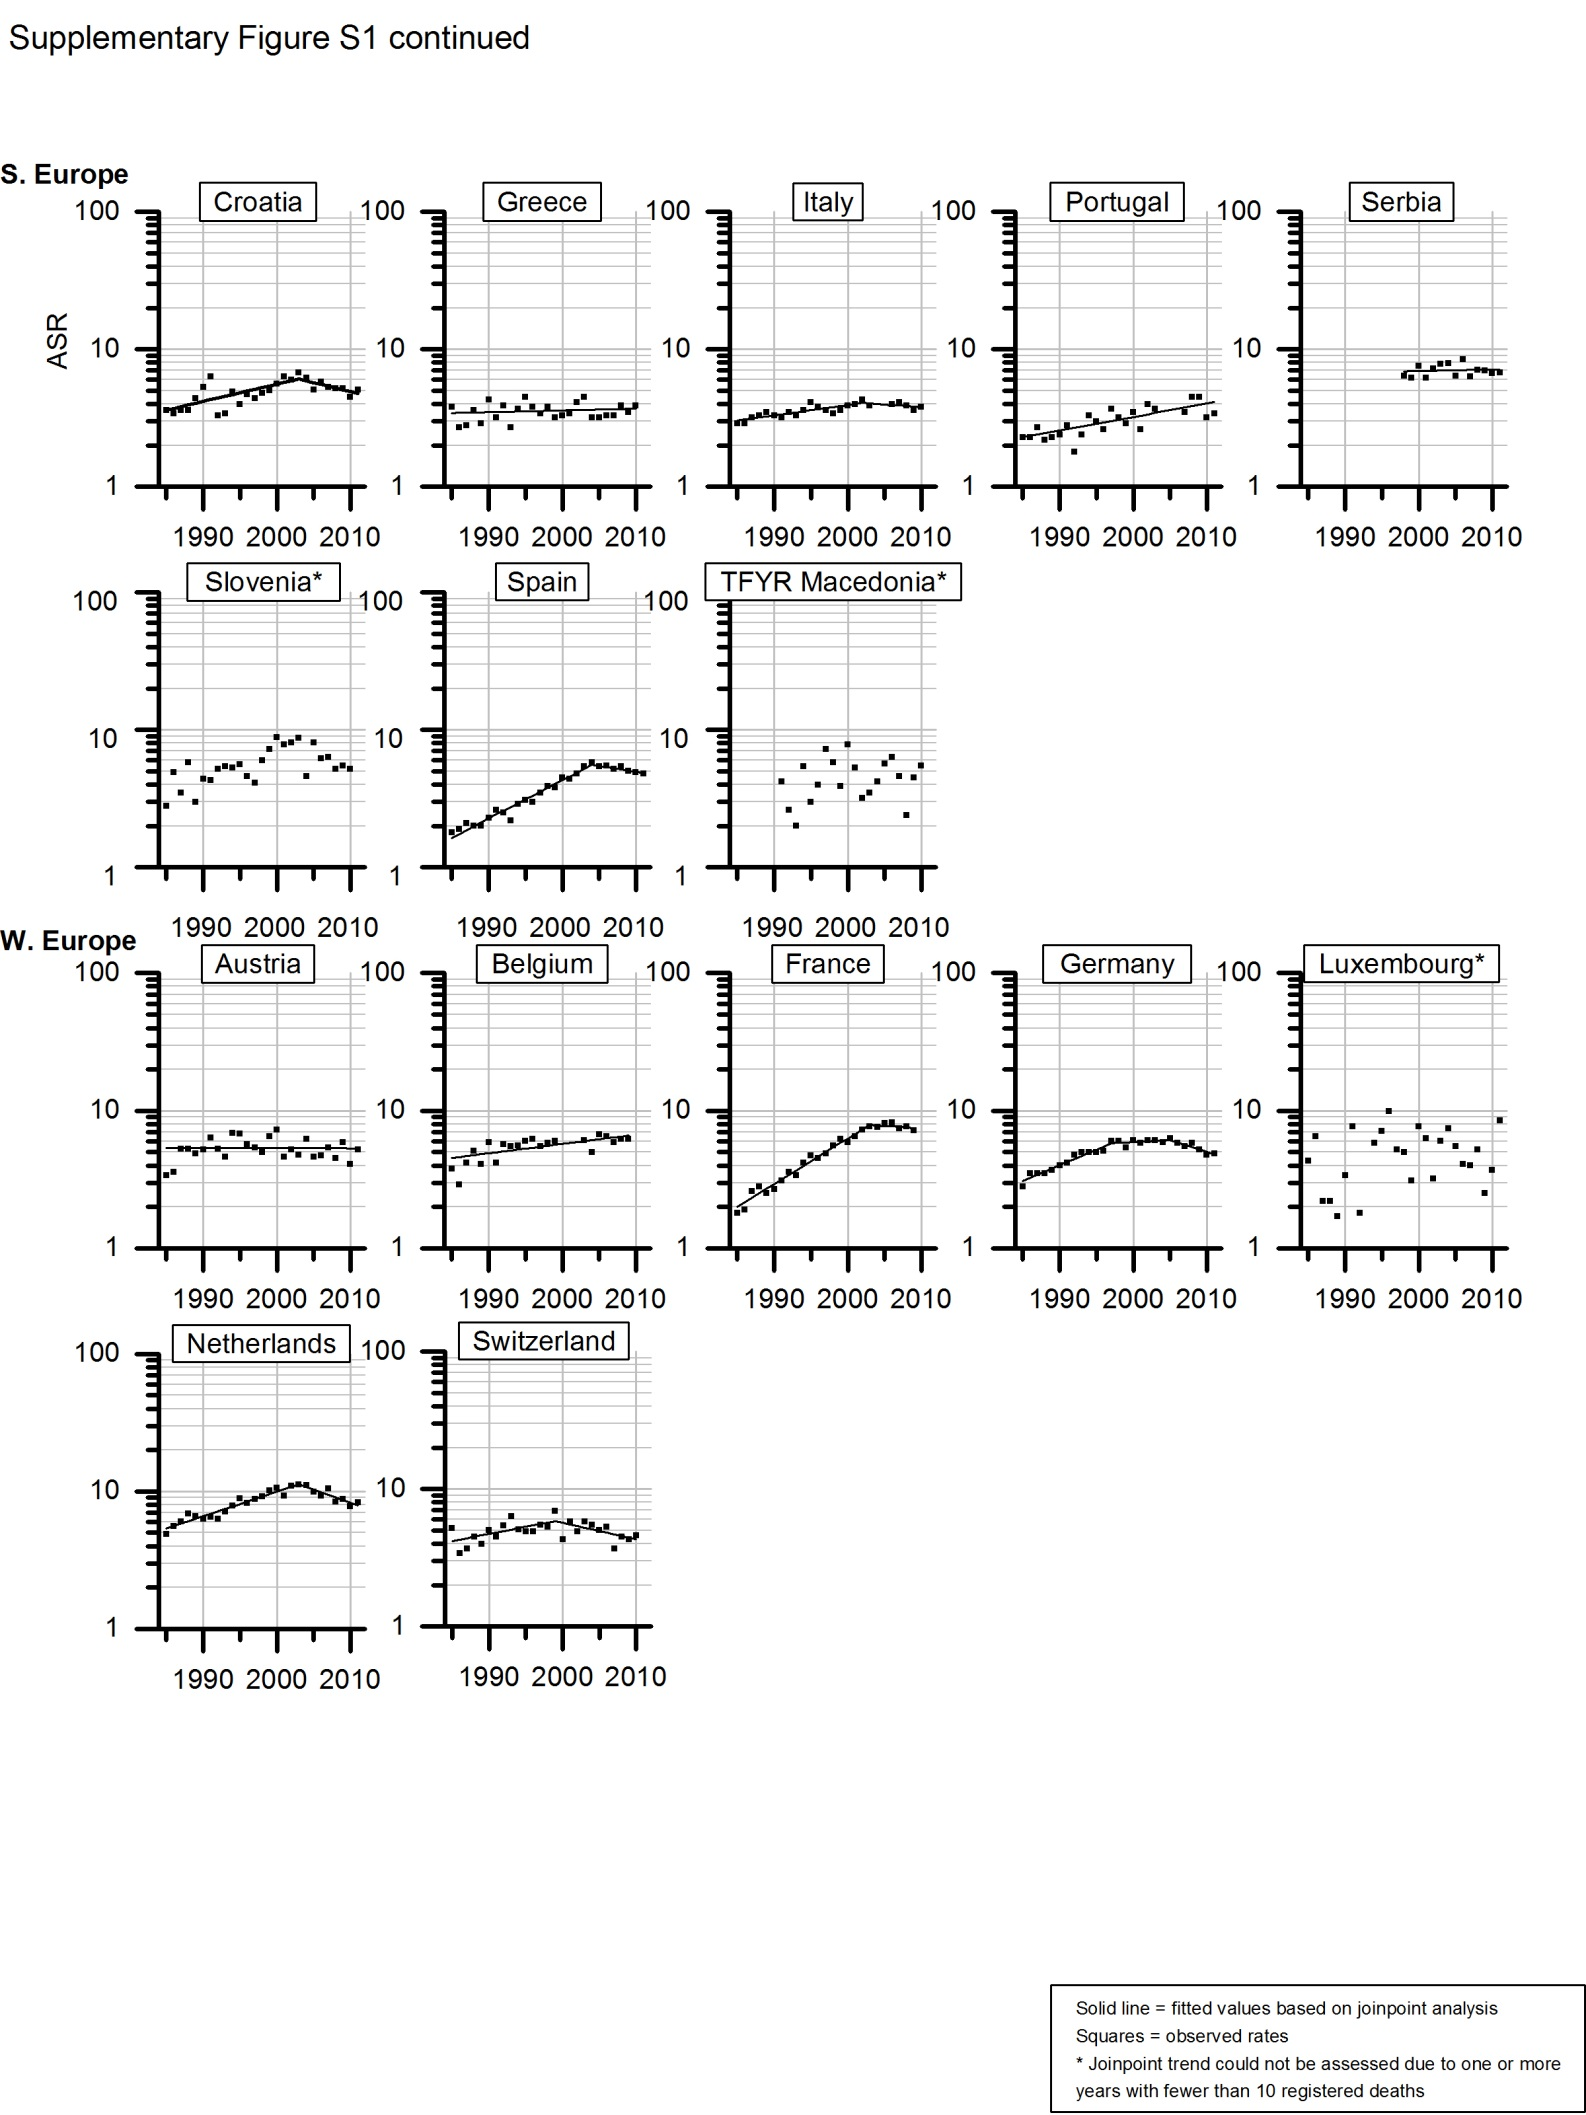 Supplementary Figure S1 continued
S. Europe
Croatia Greece Italy Portugal Serbia
100 100 100 100 100
ASR
10 10 10 10 10
1 1 1 1 1
1990 2000 2010 1990 2000 2010 1990 2000 2010 1990 2000 2010 1990 2000 2010
Slovenia* Spain TFYR Macedonia*
100 100 100
10 10 10
1 1 1
1990 2000 2010 1990 2000 2010 1990 2000 2010
W. Europe
Austria Belgium France Germany Luxembourg*
100 100 100 100 100
10 10 10 10 10
1 1 1 1 1
1990 2000 2010 1990 2000 2010 1990 2000 2010 1990 2000 2010 1990 2000 2010
Netherlands Switzerland
100 100
10 10
1 1
1990 2000 2010 1990 2000 2010
Solid line = fitted values based on joinpoint analysis
Squares = observed rates
* Joinpoint trend could not be assessed due to one or more
years with fewer than 10 registered deaths